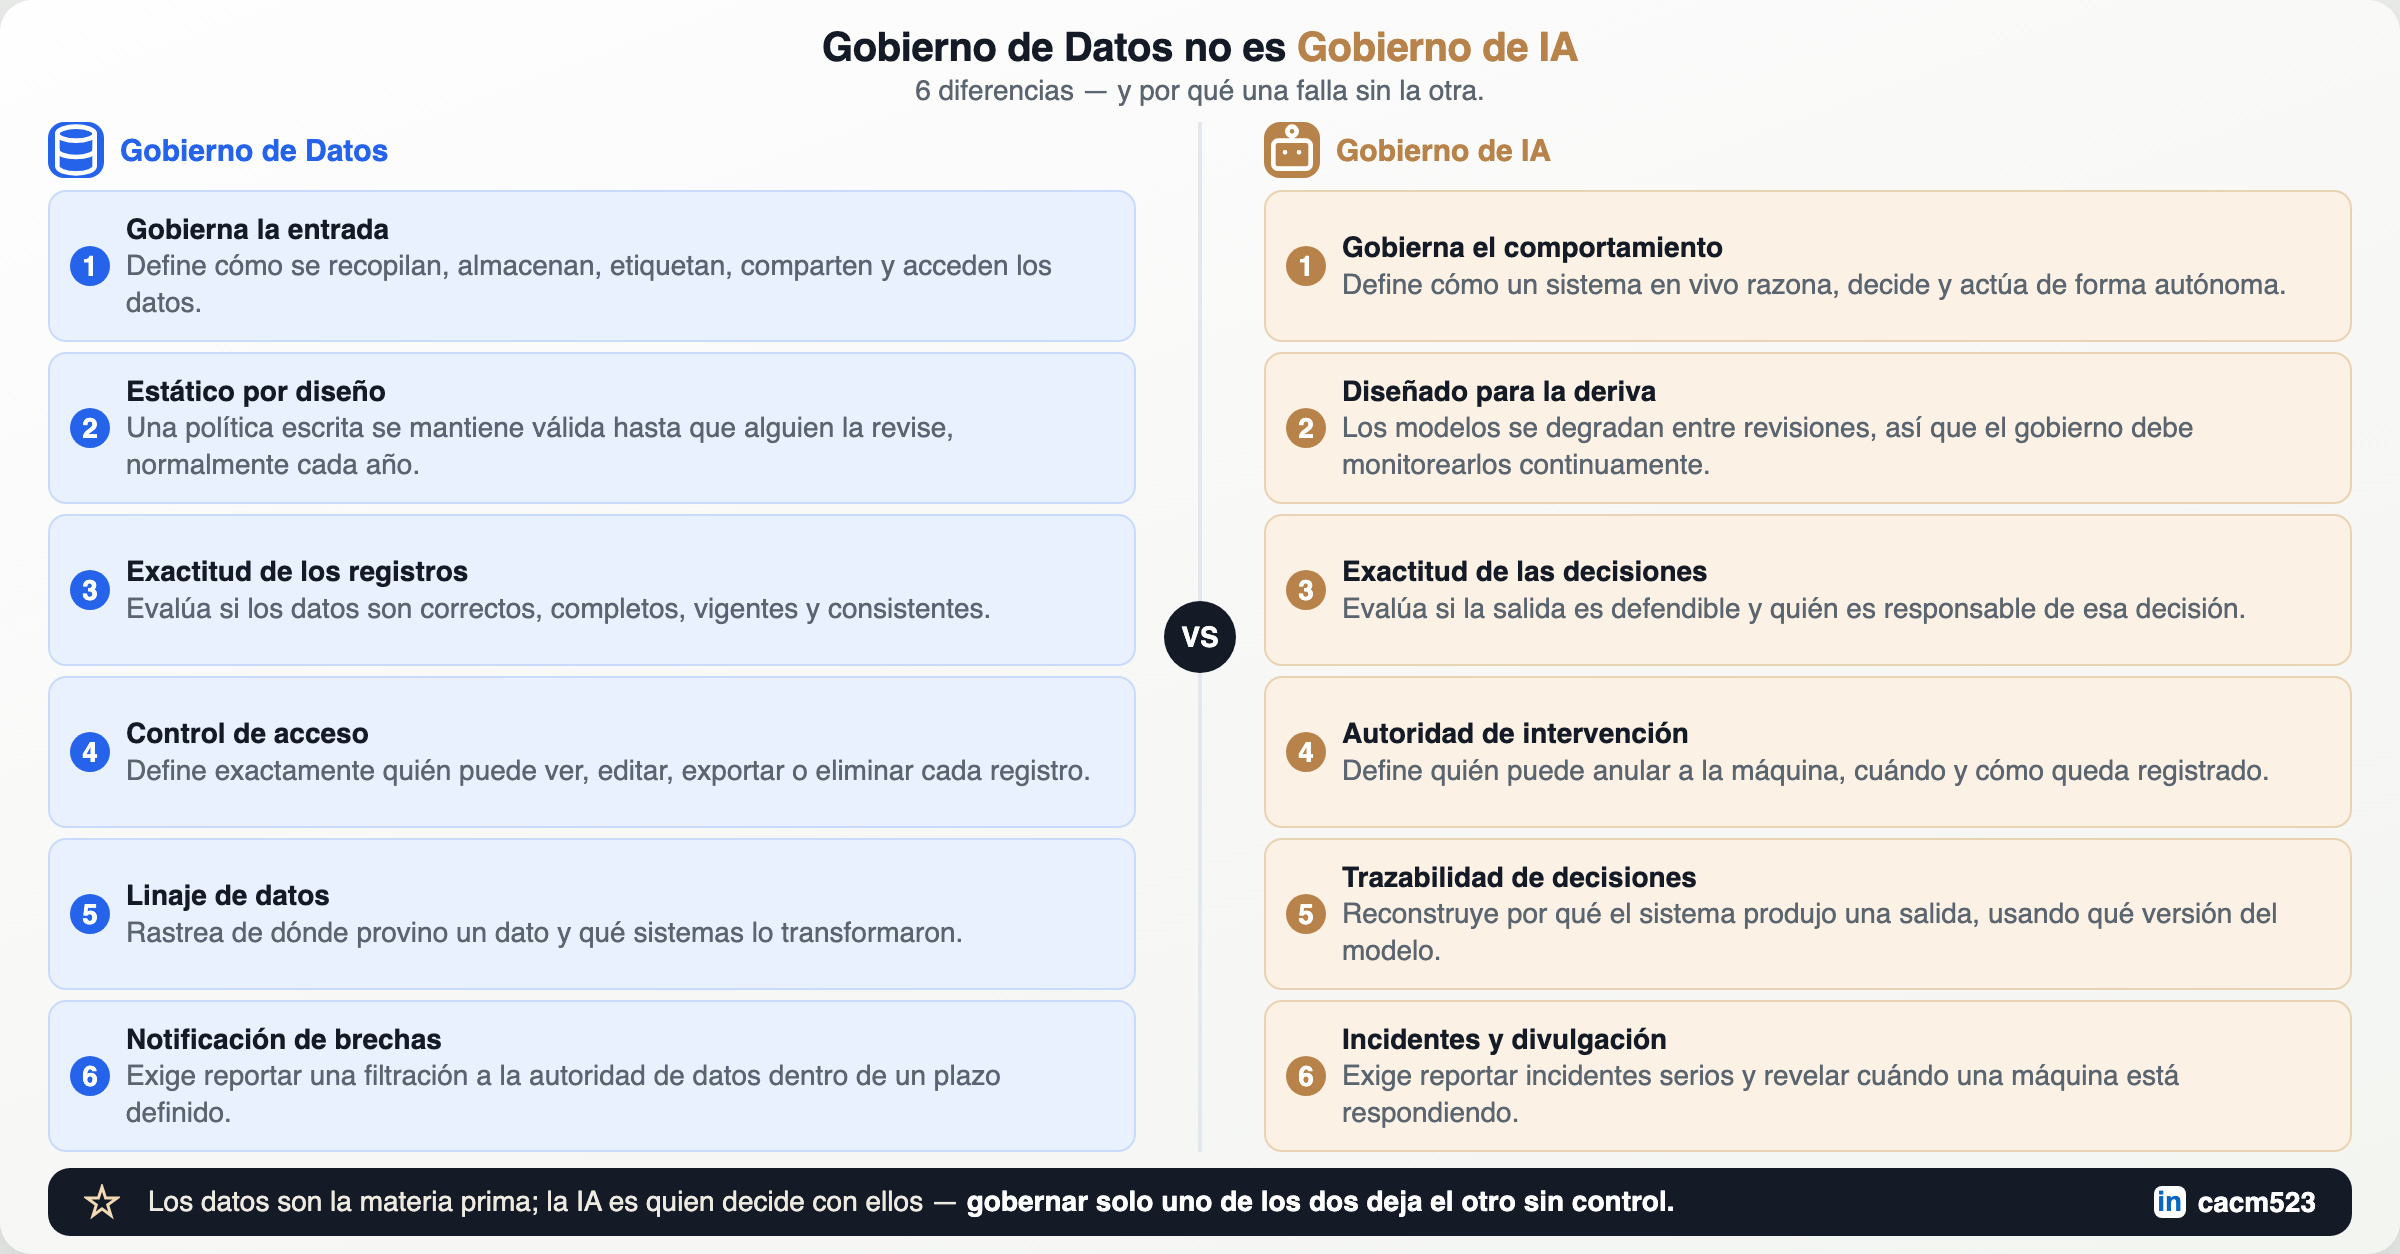 Gobierno de Datos no es Gobierno de IA
6 diferencias — y por qué una falla sin la otra.
Gobierno de Datos
1
Gobierna la entrada
Define cómo se recopilan, almacenan, etiquetan, comparten y acceden los
datos.
2
Estático por diseño
Una política escrita se mantiene válida hasta que alguien la revise,
normalmente cada año.
3
Exactitud de los registros
Evalúa si los datos son correctos, completos, vigentes y consistentes.
4
Control de acceso
Define exactamente quién puede ver, editar, exportar o eliminar cada registro.
5
Linaje de datos
Rastrea de dónde provino un dato y qué sistemas lo transformaron.
6
Notificación de brechas
Exige reportar una filtración a la autoridad de datos dentro de un plazo
definido.
VS
Gobierno de IA
1
Gobierna el comportamiento
Define cómo un sistema en vivo razona, decide y actúa de forma autónoma.
2
Diseñado para la deriva
Los modelos se degradan entre revisiones, así que el gobierno debe
monitorearlos continuamente.
3
Exactitud de las decisiones
Evalúa si la salida es defendible y quién es responsable de esa decisión.
4
Autoridad de intervención
Define quién puede anular a la máquina, cuándo y cómo queda registrado.
5
Trazabilidad de decisiones
Reconstruye por qué el sistema produjo una salida, usando qué versión del
modelo.
6
Incidentes y divulgación
Exige reportar incidentes serios y revelar cuándo una máquina está
respondiendo.
Los datos son la materia prima; la IA es quien decide con ellos — gobernar solo uno de los dos deja el otro sin control.
in cacm523